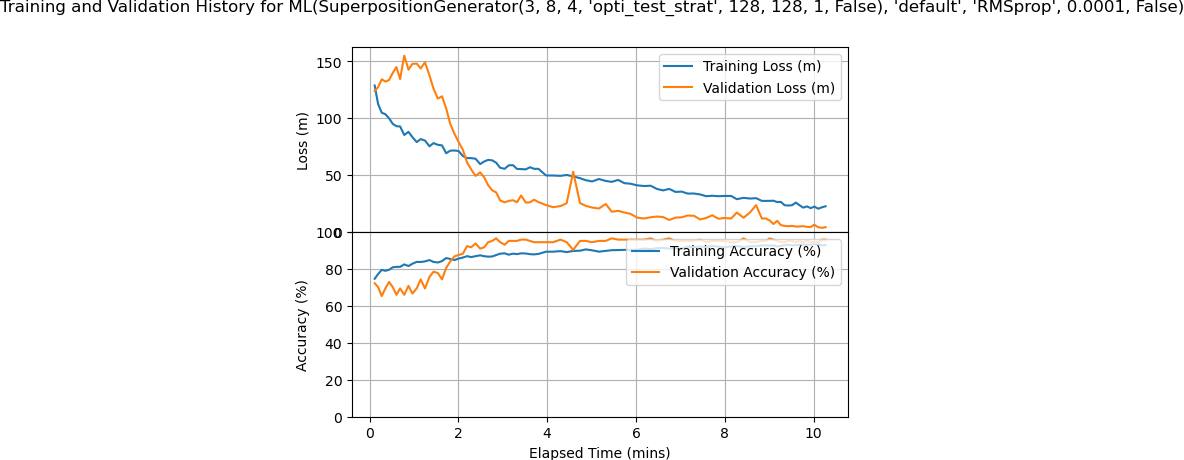 Training and Validation History for ML(SuperpositionGenerator(3, 8, 4, 'opti_test_strat', 128, 128, 1, False), 'default', 'RMSprop', 0.0001, False)
150
100
50
0
Loss (m)
Training Loss (m)
Validation Loss (m)
100
80
60
40
20
0
Accuracy (%)
Training Accuracy (%)
Validation Accuracy (%)
0 2 4 6 8 10
Elapsed Time (mins)